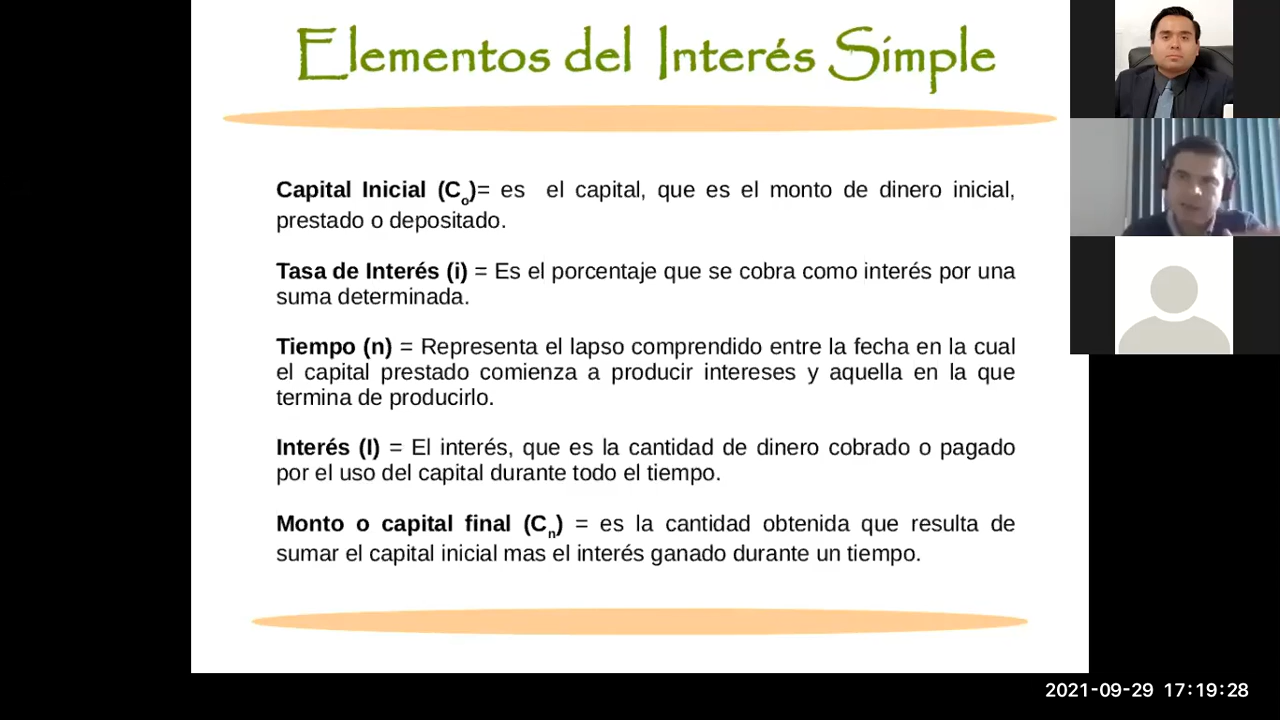 Elementos del Interés Simple
Capital Inicial (Co)= es el capital, que es el monto de dinero inicial,
prestado o depositado.
Tasa de Interés (i) = Es el porcentaje que se cobra como interés por una
suma determinada.
Tiempo (n) = Representa el lapso comprendido entre la fecha en la cual
el capital prestado comienza a producir intereses y aquella en la que
termina de producirlo.
Interés (I) = El interés, que es la cantidad de dinero cobrado o pagado
por el uso del capital durante todo el tiempo.
Monto o capital final (Cn) = es la cantidad obtenida que resulta de
sumar el capital inicial mas el interés ganado durante un tiempo.
2021-09-29 17:19:28